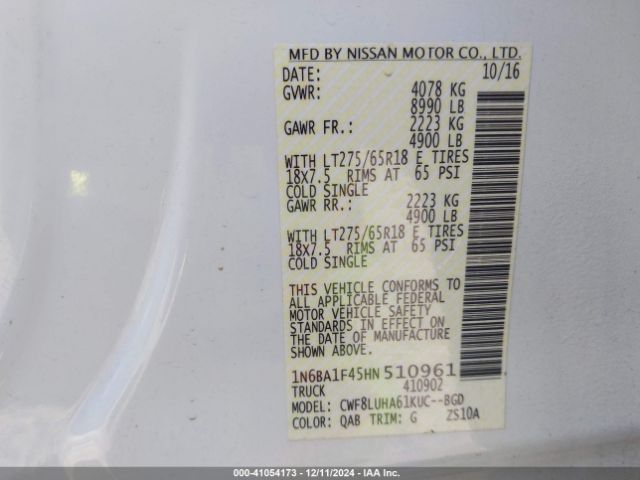 MFD BY NISSAN MOTOR CO., LTD.
DATE: 10/16
GVWR: 4078 KG
8990 LB
GAWR FR.: 2223 KG
4900 LB
WITH LT275/65R18 E TIRES
18X7.5 RIMS AT 65 PSI
COLD SINGLE
GAWR RR.: 2223 KG
4900 LB
WITH LT275/65R18 E TIRES
18X7.5 RIMS AT 65 PSI
COLD SINGLE
THIS VEHICLE CONFORMS TO
ALL APPLICABLE FEDERAL
MOTOR VEHICLE SAFETY
STANDARDS IN EFFECT ON
THE DATE OF MANUFACTURE
SHOWN ABOVE.
1N6BA1F45HN510961
TRUCK 410902
MODEL: CWF8LUHA61KUC--BGD
COLOR: QAB TRIM: G ZS10A
000-41054173 - 12/11/2024 - IAA Inc.